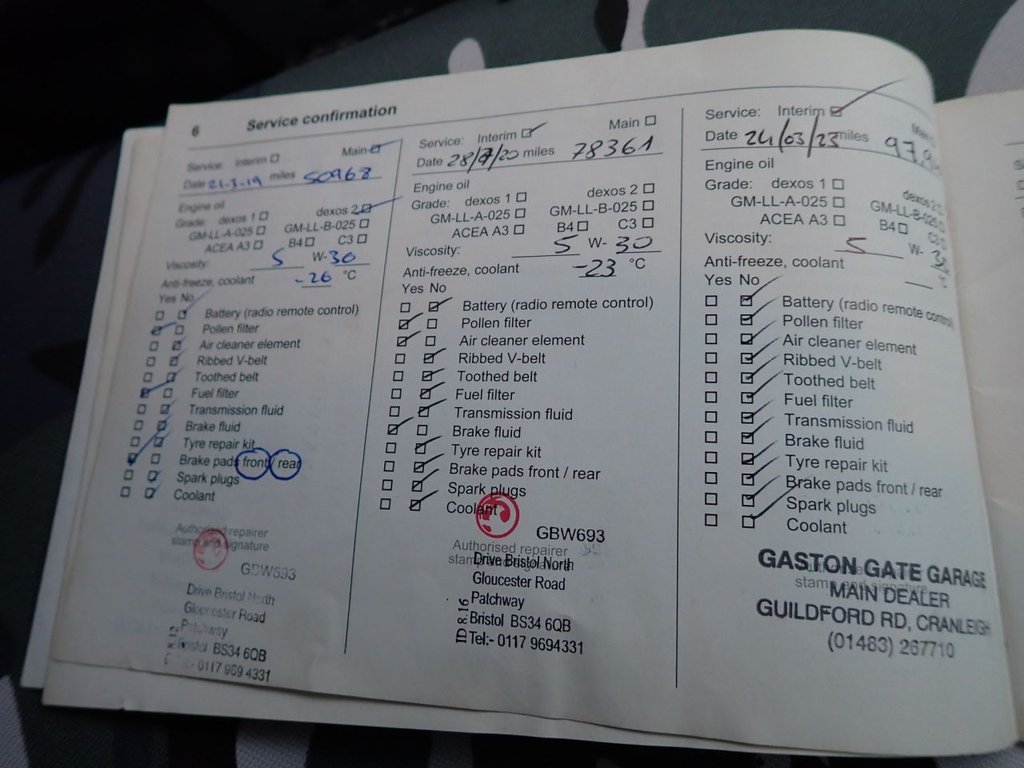 6 Service confirmation
Service: Interim Main
Date 21-3-19 miles 50968
Engine oil
Grade: dexos 1 dexos 2
GM-LL-A-025 GM-LL-B-025
ACEA A3 B4 C3
Viscosity: 5 W-30
Anti-freeze, coolant -26 °C
Yes No
Battery (radio remote control)
Pollen filter
Air cleaner element
Ribbed V-belt
Toothed belt
Fuel filter
Transmission fluid
Brake fluid
Tyre repair kit
Brake pads front / rear
Spark plugs
Coolant
Authorised repairer
stamp and signature
GBW693
Drive Bristol North
Gloucester Road
Patchway
Bristol BS34 6QB
0117 969 4331
Service: Interim Main
Date 28/7/20 miles 78361
Engine oil
Grade: dexos 1 dexos 2
GM-LL-A-025 GM-LL-B-025
ACEA A3 B4 C3
Viscosity: 5 W-30
Anti-freeze, coolant -23 °C
Yes No
Battery (radio remote control)
Pollen filter
Air cleaner element
Ribbed V-belt
Toothed belt
Fuel filter
Transmission fluid
Brake fluid
Tyre repair kit
Brake pads front / rear
Spark plugs
Coolant
GBW693
Authorised repairer
Drive Bristol North
Gloucester Road
Patchway
Bristol BS34 6QB
Tel:- 0117 9694331
Service: Interim
Date 24/03/23 miles
Engine oil
Grade: dexos 1 dexos 2
GM-LL-A-025 GM-LL-B-025
ACEA A3 B4 C3
Viscosity: 5 W- 30
Anti-freeze, coolant °C
Yes No
Battery (radio remote control)
Pollen filter
Air cleaner element
Ribbed V-belt
Toothed belt
Fuel filter
Transmission fluid
Brake fluid
Tyre repair kit
Brake pads front / rear
Spark plugs
Coolant
GASTON GATE GARAGE
MAIN DEALER
GUILDFORD RD, CRANLEIGH
(01483) 267710